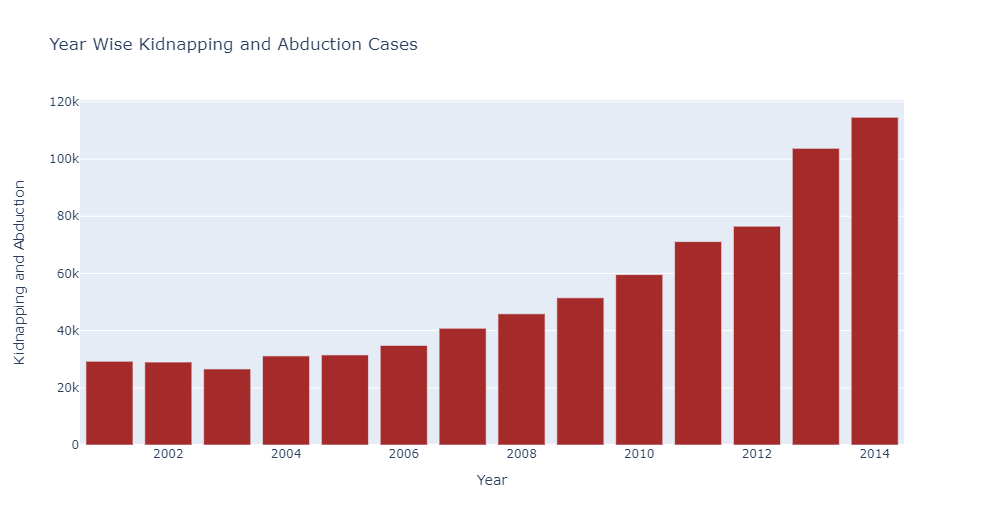 Year Wise Kidnapping and Abduction Cases
120k
100k
80k
60k
40k
20k
0
Kidnapping and Abduction
2002 2004 2006 2008 2010 2012 2014
Year